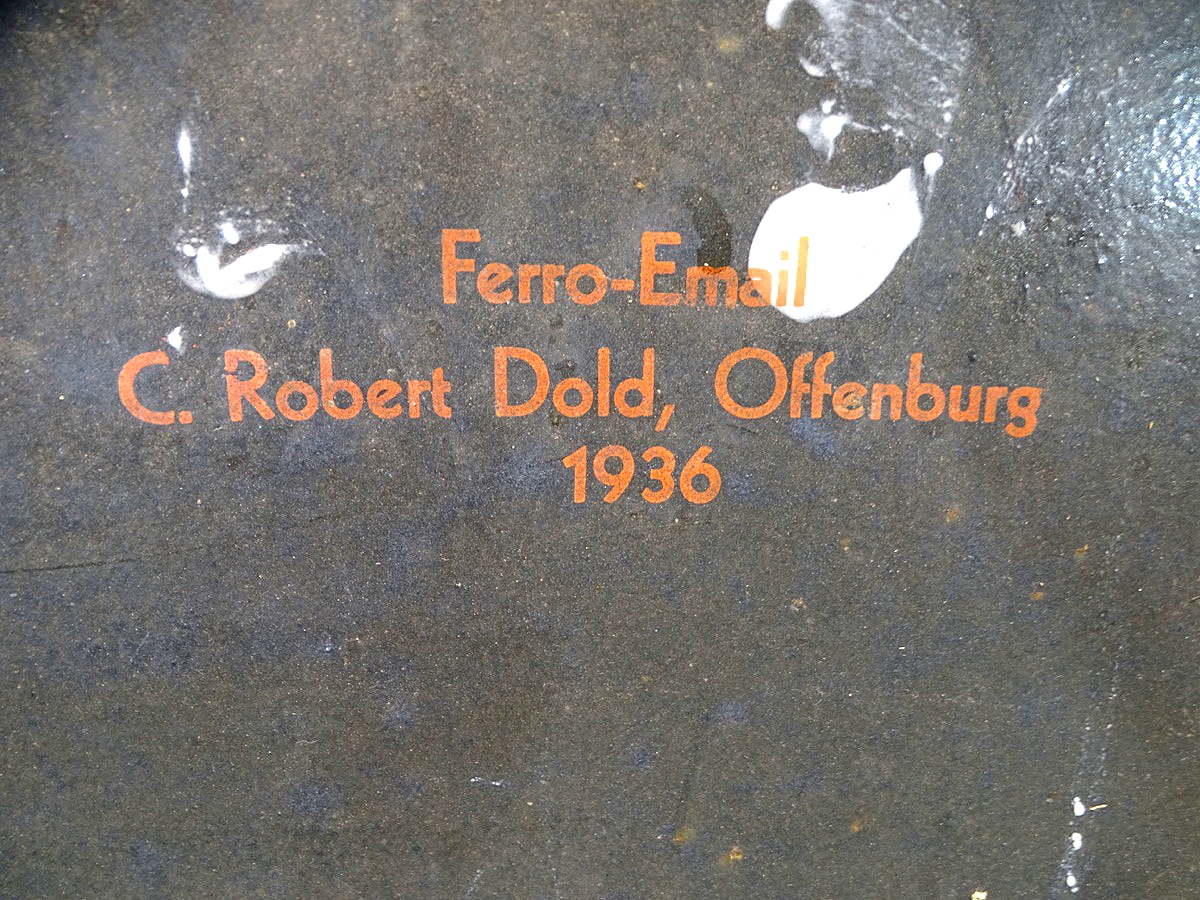 Ferro-Email
C. Robert Dold, Offenburg
1936